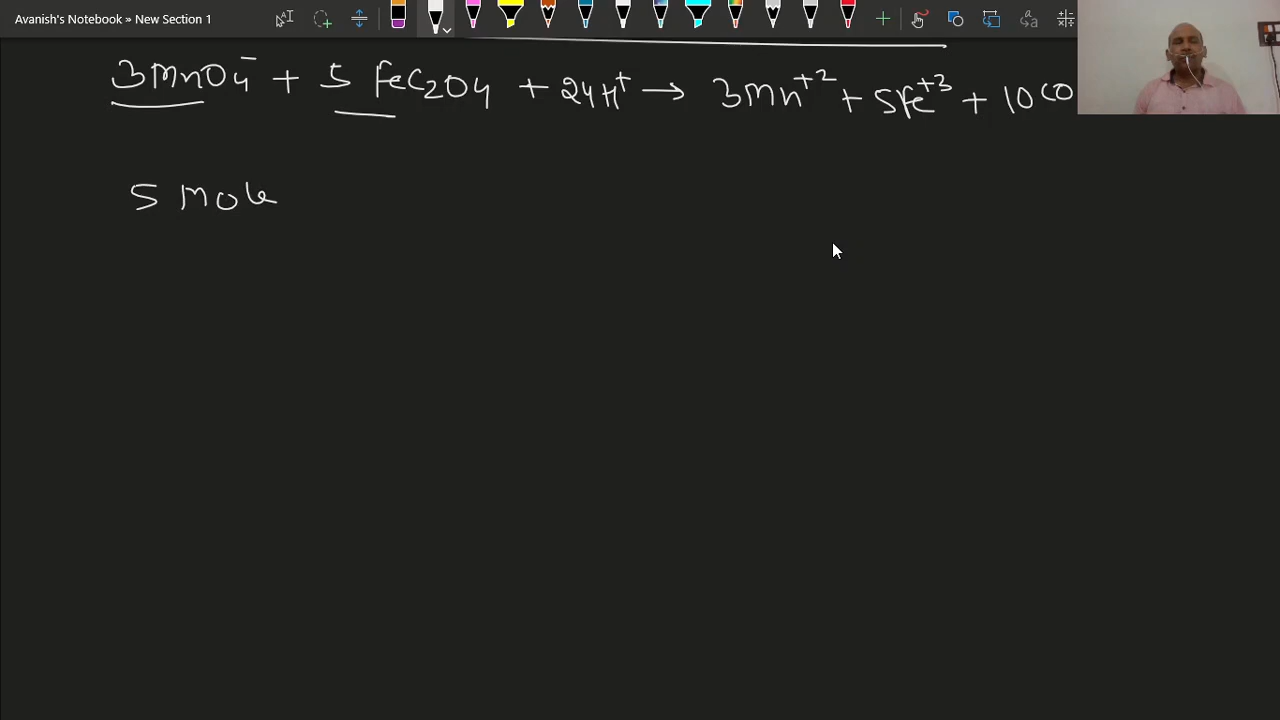 Avanish's Notebook » New Section 1
3MnO4⁻ + 5 FeC2O4 + 24H⁺ → 3Mn⁺² + 5Fe⁺³ + 10CO
5 Mole